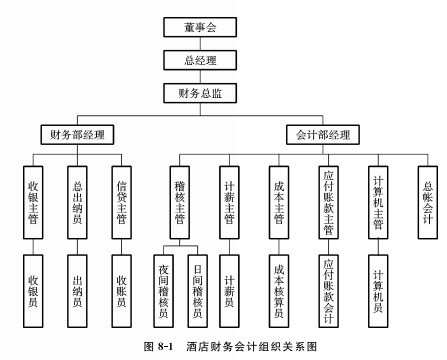 董事会
总经理
财务总监
财务部经理
会计部经理
收银主管
总出纳员
信贷主管
稽核主管
计薪主管
成本主管
应付账款主管
计算机主管
总帐会计
收银员
出纳员
收账员
夜间稽核员
日间稽核员
计薪员
成本核算员
应付账款会计
计算机员
图 8-1 酒店财务会计组织关系图